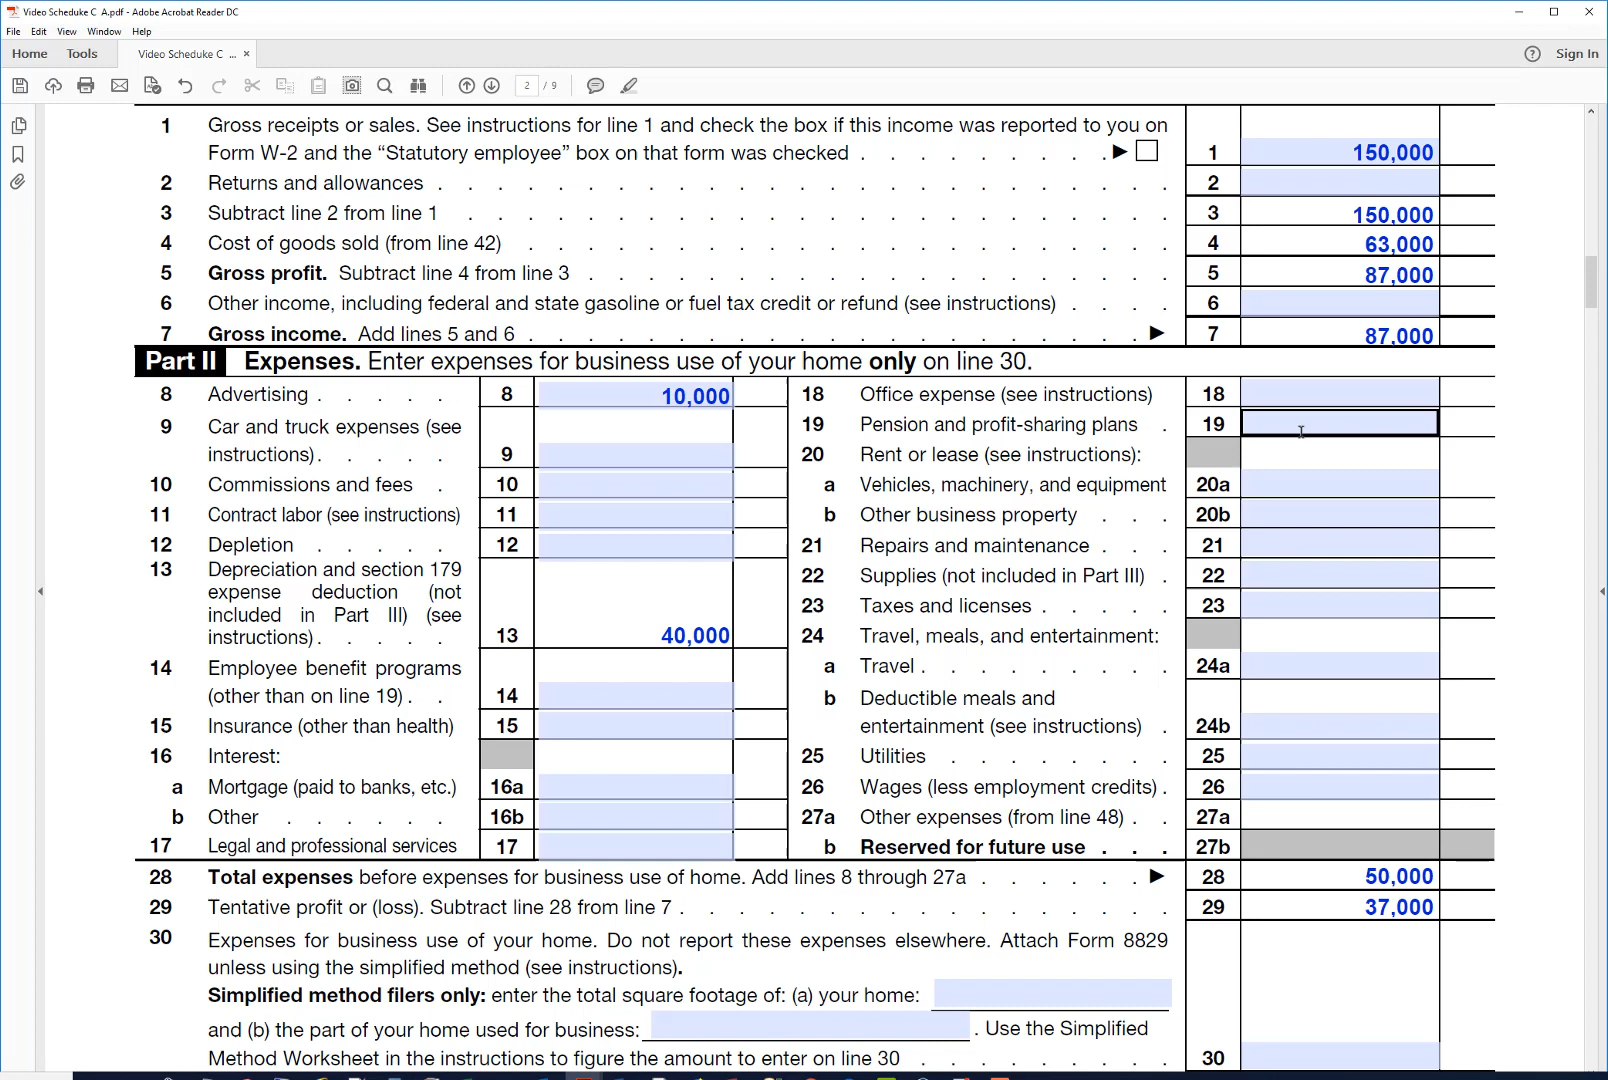 Video Scheduke C  A.pdf - Adobe Acrobat Reader DC
File Edit View Window Help
Home Tools Video Scheduke C ... × Sign In
2 / 9
1 Gross receipts or sales. See instructions for line 1 and check the box if this income was reported to you on
Form W-2 and the “Statutory employee” box on that form was checked . . . . . . . . . ▶ 1 150,000
2 Returns and allowances . . . . . . . . . . . . . . . . . . . . . . . . . 2
3 Subtract line 2 from line 1 . . . . . . . . . . . . . . . . . . . . . . . . 3 150,000
4 Cost of goods sold (from line 42) . . . . . . . . . . . . . . . . . . . . . . 4 63,000
5 Gross profit. Subtract line 4 from line 3 . . . . . . . . . . . . . . . . . . . . 5 87,000
6 Other income, including federal and state gasoline or fuel tax credit or refund (see instructions) . . . . 6
7 Gross income. Add lines 5 and 6 . . . . . . . . . . . . . . . . . . . . . ▶ 7 87,000
Part II Expenses. Enter expenses for business use of your home only on line 30.
8 Advertising . . . . . 8 10,000
9 Car and truck expenses (see
instructions). . . . . 9
10 Commissions and fees . 10
11 Contract labor (see instructions) 11
12 Depletion . . . . . 12
13 Depreciation and section 179
expense deduction (not
included in Part III) (see
instructions). . . . . 13 40,000
14 Employee benefit programs
(other than on line 19) . . 14
15 Insurance (other than health) 15
16 Interest:
a Mortgage (paid to banks, etc.) 16a
b Other . . . . . . 16b
17 Legal and professional services 17
18 Office expense (see instructions) 18
19 Pension and profit-sharing plans . 19
20 Rent or lease (see instructions):
a Vehicles, machinery, and equipment 20a
b Other business property . . . 20b
21 Repairs and maintenance . . . 21
22 Supplies (not included in Part III) . 22
23 Taxes and licenses . . . . . 23
24 Travel, meals, and entertainment:
a Travel . . . . . . . . . 24a
b Deductible meals and
entertainment (see instructions) . 24b
25 Utilities . . . . . . . . 25
26 Wages (less employment credits) . 26
27a Other expenses (from line 48) . . 27a
b Reserved for future use . . . 27b
28 Total expenses before expenses for business use of home. Add lines 8 through 27a . . . . . . ▶ 28 50,000
29 Tentative profit or (loss). Subtract line 28 from line 7 . . . . . . . . . . . . . . . . . 29 37,000
30 Expenses for business use of your home. Do not report these expenses elsewhere. Attach Form 8829
unless using the simplified method (see instructions).
Simplified method filers only: enter the total square footage of: (a) your home:
and (b) the part of your home used for business: . Use the Simplified
Method Worksheet in the instructions to figure the amount to enter on line 30 . . . . . . . . . 30